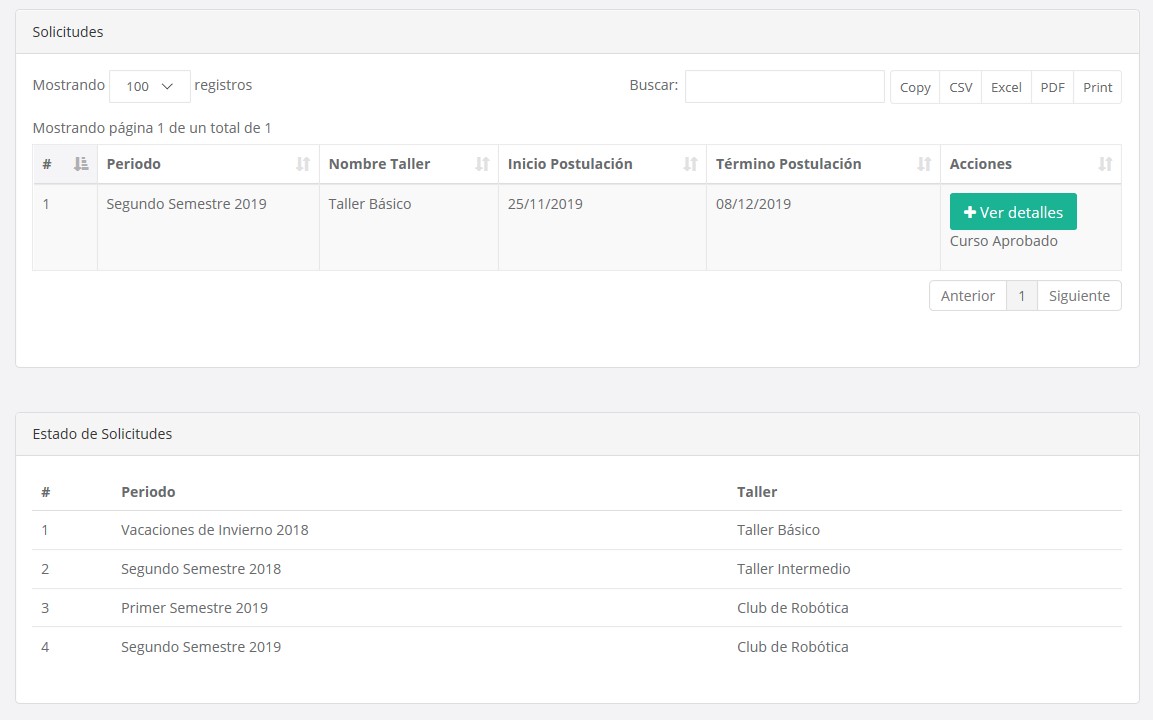 Solicitudes
Mostrando 100 registros Buscar: Copy CSV Excel PDF Print
Mostrando página 1 de un total de 1
# Periodo Nombre Taller Inicio Postulación Término Postulación Acciones
1 Segundo Semestre 2019 Taller Básico 25/11/2019 08/12/2019 Ver detalles
Curso Aprobado
Anterior 1 Siguiente
Estado de Solicitudes
# Periodo Taller
1 Vacaciones de Invierno 2018 Taller Básico
2 Segundo Semestre 2018 Taller Intermedio
3 Primer Semestre 2019 Club de Robótica
4 Segundo Semestre 2019 Club de Robótica